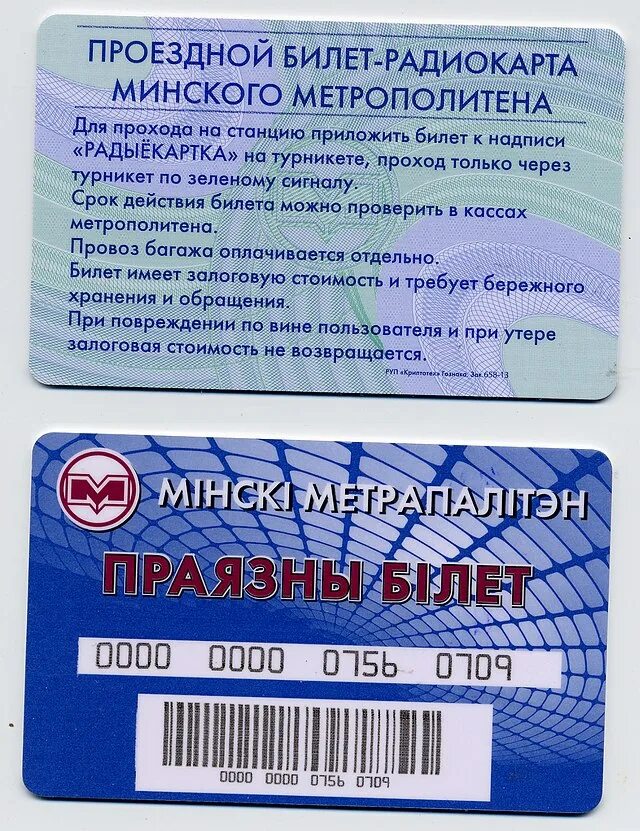 ПРОЕЗДНОЙ БИЛЕТ-РАДИОКАРТА
МИНСКОГО МЕТРОПОЛИТЕНА
Для прохода на станцию приложить билет к надписи
«РАДЫЁКАРТКА» на турникете, проход только через
турникет по зеленому сигналу.
Срок действия билета можно проверить в кассах
метрополитена.
Провоз багажа оплачивается отдельно.
Билет имеет залоговую стоимость и требует бережного
хранения и обращения.
При повреждении по вине пользователя и при утере
залоговая стоимость не возвращается.
РУП «Криптотех» Гознака; Зак.658-13
МІНСКІ МЕТРАПАЛІТЭН
ПРАЯЗНЫ БІЛЕТ
0000 0000 0756 0709
0000 0000 0756 0709